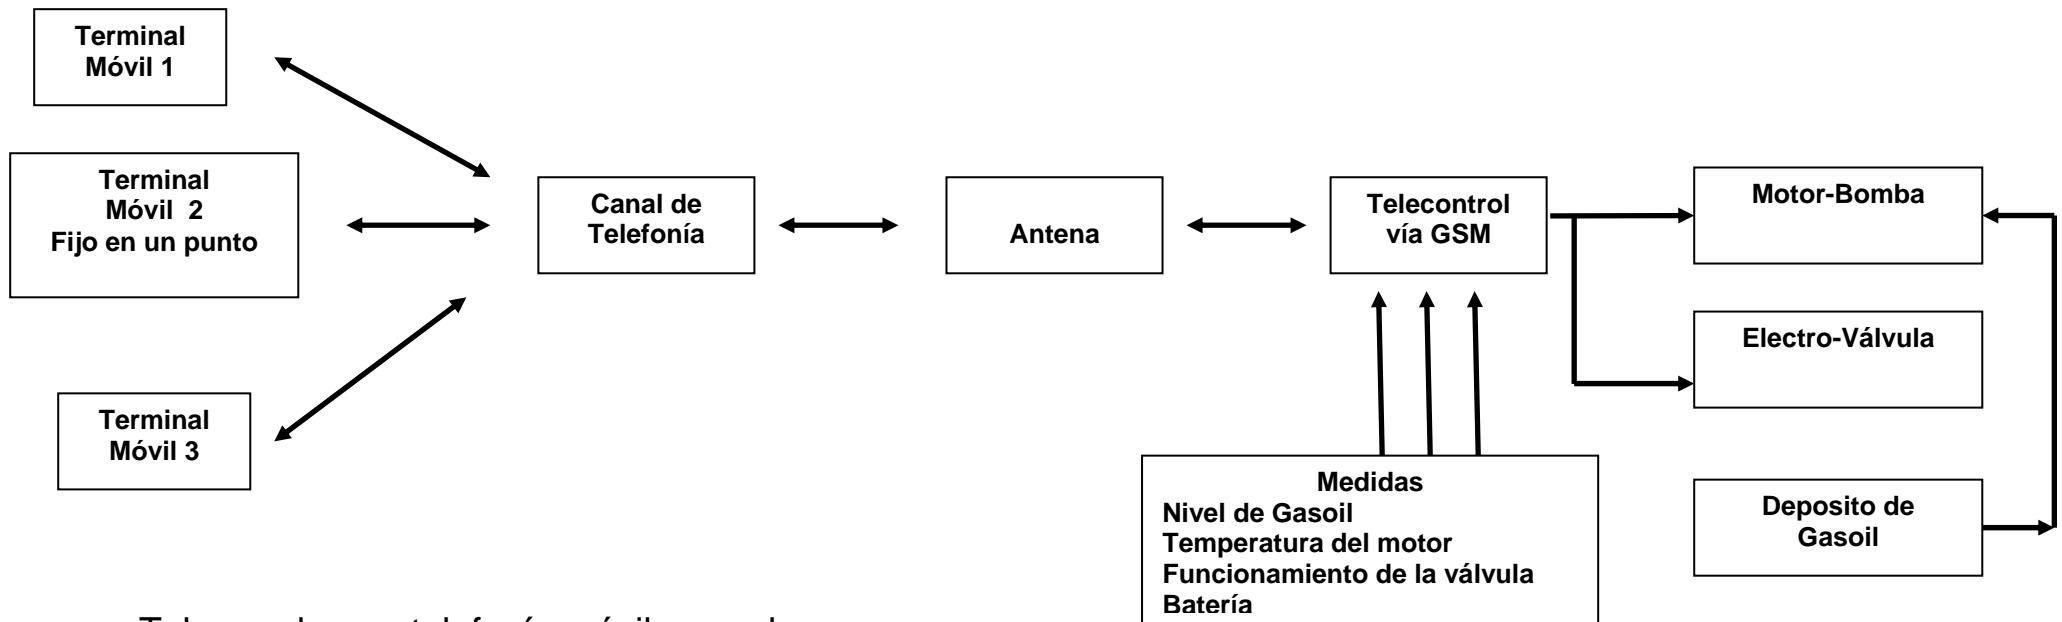 Terminal
Móvil 1
Terminal
Móvil 2
Fijo en un punto
Terminal
Móvil 3
Canal de
Telefonía
Antena
Telecontrol
vía GSM
Motor-Bomba
Electro-Válvula
Deposito de
Gasoil
Medidas
Nivel de Gasoil
Temperatura del motor
Funcionamiento de la válvula
Batería